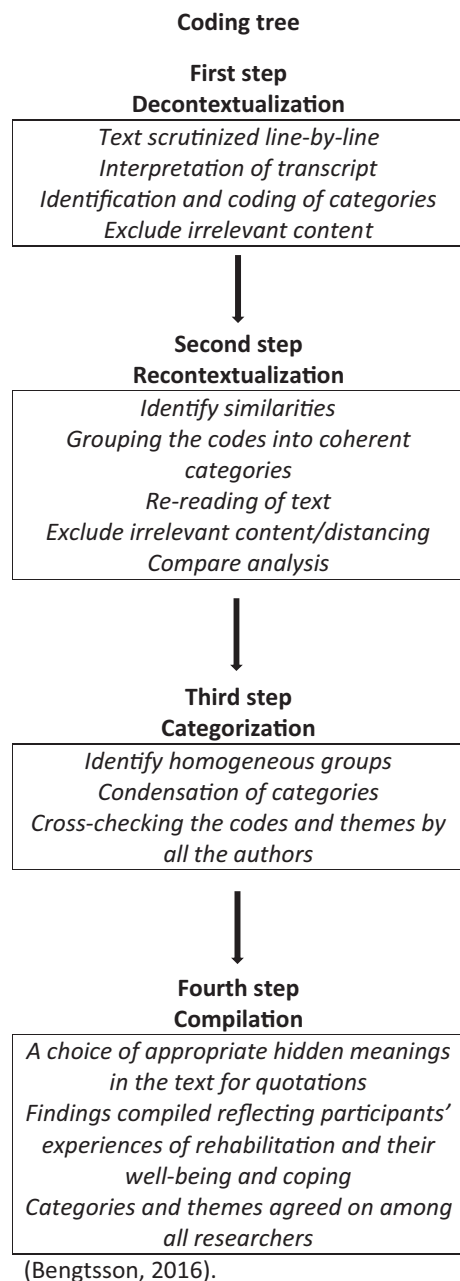 Coding tree
First step
Decontextualization
Text scrutinized line-by-line
Interpretation of transcript
Identification and coding of categories
Exclude irrelevant content
Second step
Recontextualization
Identify similarities
Grouping the codes into coherent
categories
Re-reading of text
Exclude irrelevant content/distancing
Compare analysis
Third step
Categorization
Identify homogeneous groups
Condensation of categories
Cross-checking the codes and themes by
all the authors
Fourth step
Compilation
A choice of appropriate hidden meanings
in the text for quotations
Findings compiled reflecting participants’
experiences of rehabilitation and their
well-being and coping
Categories and themes agreed on among
all researchers
(Bengtsson, 2016).